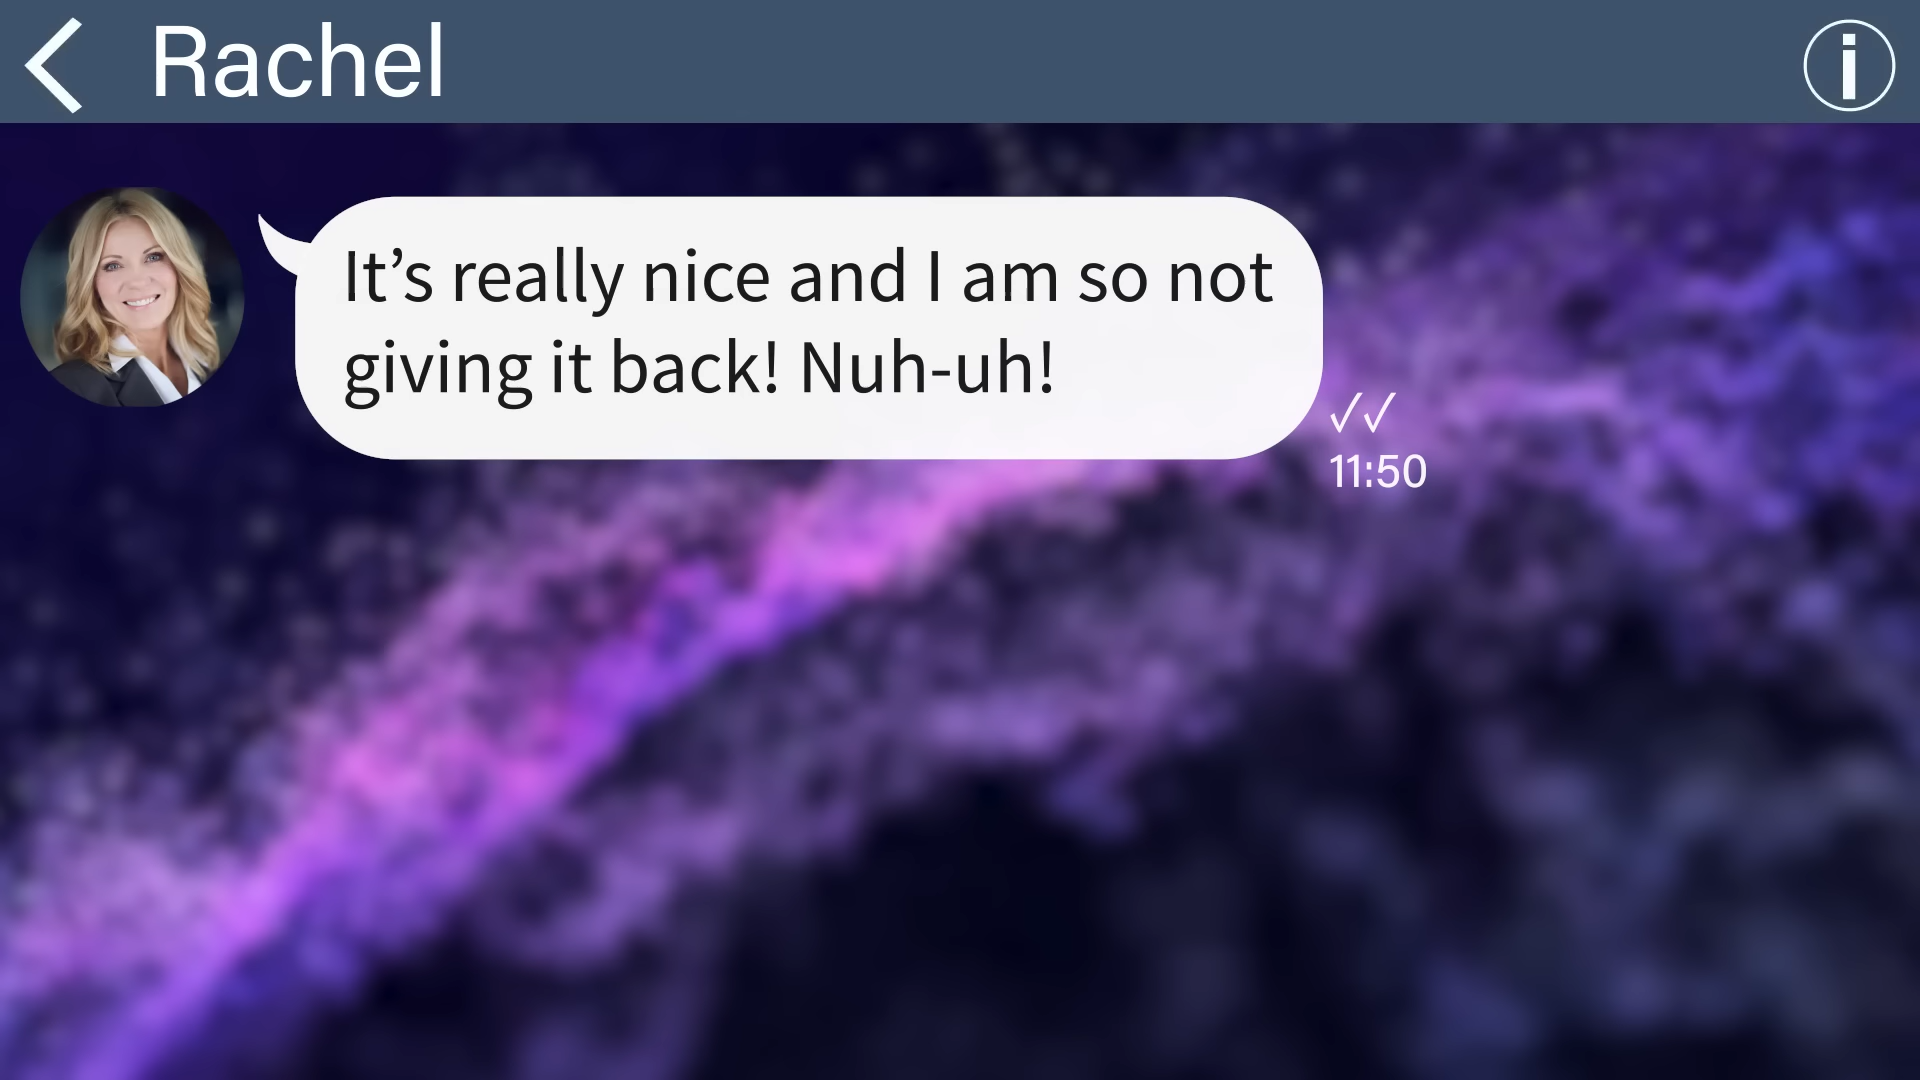 Rachel
It’s really nice and I am so not
giving it back! Nuh-uh!
✓✓
11:50